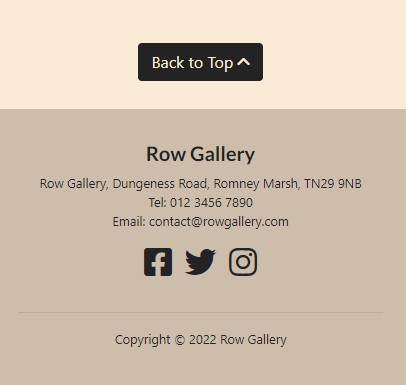 Back to Top
Row Gallery
Row Gallery, Dungeness Road, Romney Marsh, TN29 9NB
Tel: 012 3456 7890
Email: contact@rowgallery.com
Copyright © 2022 Row Gallery